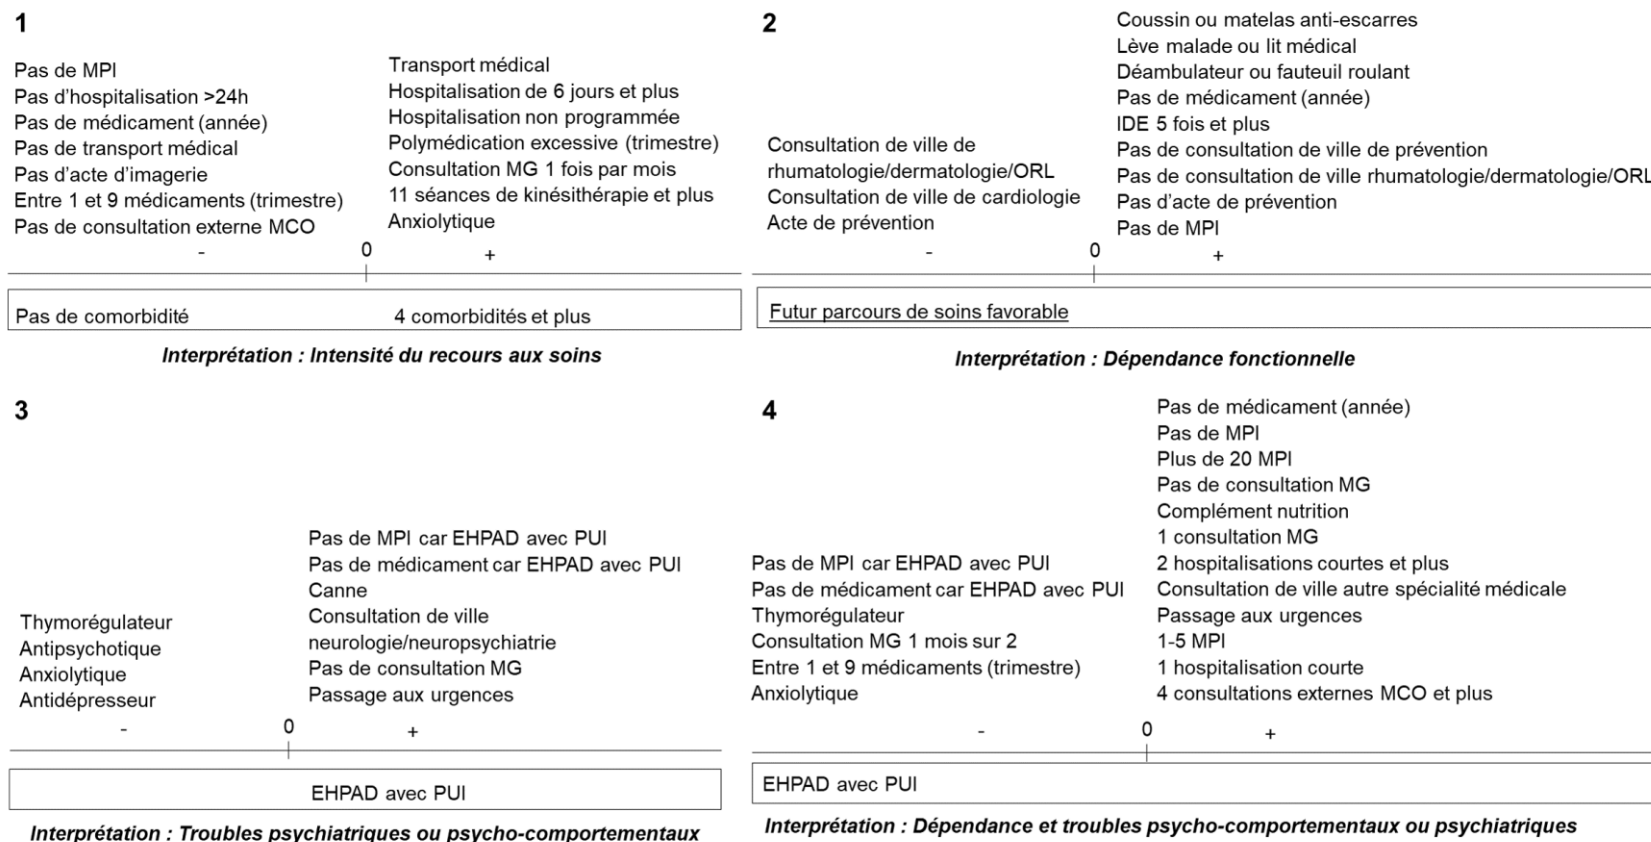 1
Pas de MPI
Pas d'hospitalisation >24h
Pas de médicament (année)
Pas de transport médical
Pas d'acte d'imagerie
Entre 1 et 9 médicaments (trimestre)
Pas de consultation externe MCO
Transport médical
Hospitalisation de 6 jours et plus
Hospitalisation non programmée
Polymédication excessive (trimestre)
Consultation MG 1 fois par mois
11 séances de kinésithérapie et plus
Anxiolytique
- 0 +
Pas de comorbidité 4 comorbidités et plus
Interprétation : Intensité du recours aux soins
2
Consultation de ville de
rhumatologie/dermatologie/ORL
Consultation de ville de cardiologie
Acte de prévention
Coussin ou matelas anti-escarres
Lève malade ou lit médical
Déambulateur ou fauteuil roulant
Pas de médicament (année)
IDE 5 fois et plus
Pas de consultation de ville de prévention
Pas de consultation de ville rhumatologie/dermatologie/ORL
Pas d'acte de prévention
Pas de MPI
- 0 +
Futur parcours de soins favorable
Interprétation : Dépendance fonctionnelle
3
Thymorégulateur
Antipsychotique
Anxiolytique
Antidépresseur
Pas de MPI car EHPAD avec PUI
Pas de médicament car EHPAD avec PUI
Canne
Consultation de ville
neurologie/neuropsychiatrie
Pas de consultation MG
Passage aux urgences
- 0 +
EHPAD avec PUI
Interprétation : Troubles psychiatriques ou psycho-comportementaux
4
Pas de MPI car EHPAD avec PUI
Pas de médicament car EHPAD avec PUI
Thymorégulateur
Consultation MG 1 mois sur 2
Entre 1 et 9 médicaments (trimestre)
Anxiolytique
Pas de médicament (année)
Pas de MPI
Plus de 20 MPI
Pas de consultation MG
Complément nutrition
1 consultation MG
2 hospitalisations courtes et plus
Consultation de ville autre spécialité médicale
Passage aux urgences
1-5 MPI
1 hospitalisation courte
4 consultations externes MCO et plus
- 0 +
EHPAD avec PUI
Interprétation : Dépendance et troubles psycho-comportementaux ou psychiatriques